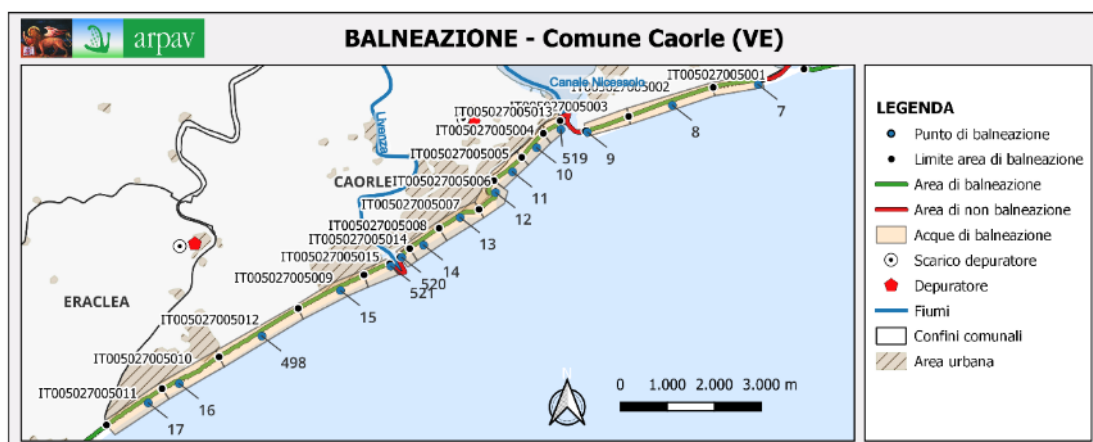 arpav
BALNEAZIONE - Comune Caorle (VE)
IT005027005001
Canale Nicessolo
IT005027005002
IT005027005003
IT005027005013
IT005027005004
IT005027005005
IT005027005006
IT005027005007
IT005027005008
IT005027005014
IT005027005015
IT005027005009
IT005027005012
IT005027005010
IT005027005011
Livenza
CAORLE
ERACLEA
7
8
9
519
10
11
12
13
14
520
521
15
498
16
17
N
0 1.000 2.000 3.000 m
LEGENDA
Punto di balneazione
Limite area di balneazione
Area di balneazione
Area di non balneazione
Acque di balneazione
Scarico depuratore
Depuratore
Fiumi
Confini comunali
Area urbana